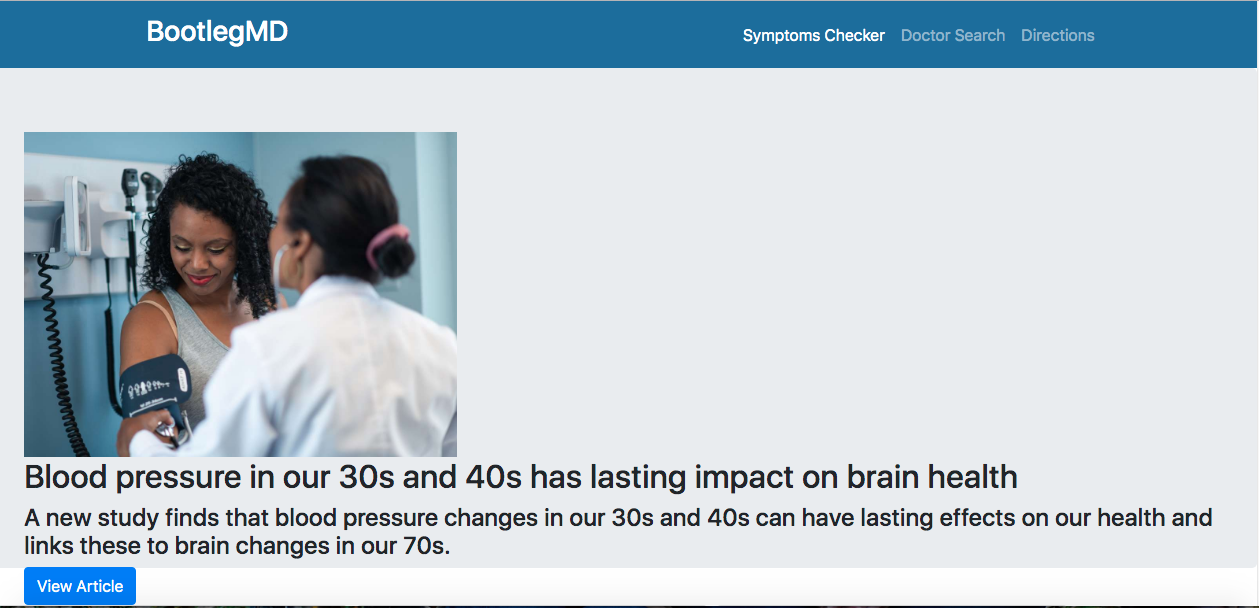 BootlegMD
Symptoms Checker Doctor Search Directions
Blood pressure in our 30s and 40s has lasting impact on brain health
A new study finds that blood pressure changes in our 30s and 40s can have lasting effects on our health and
links these to brain changes in our 70s.
View Article